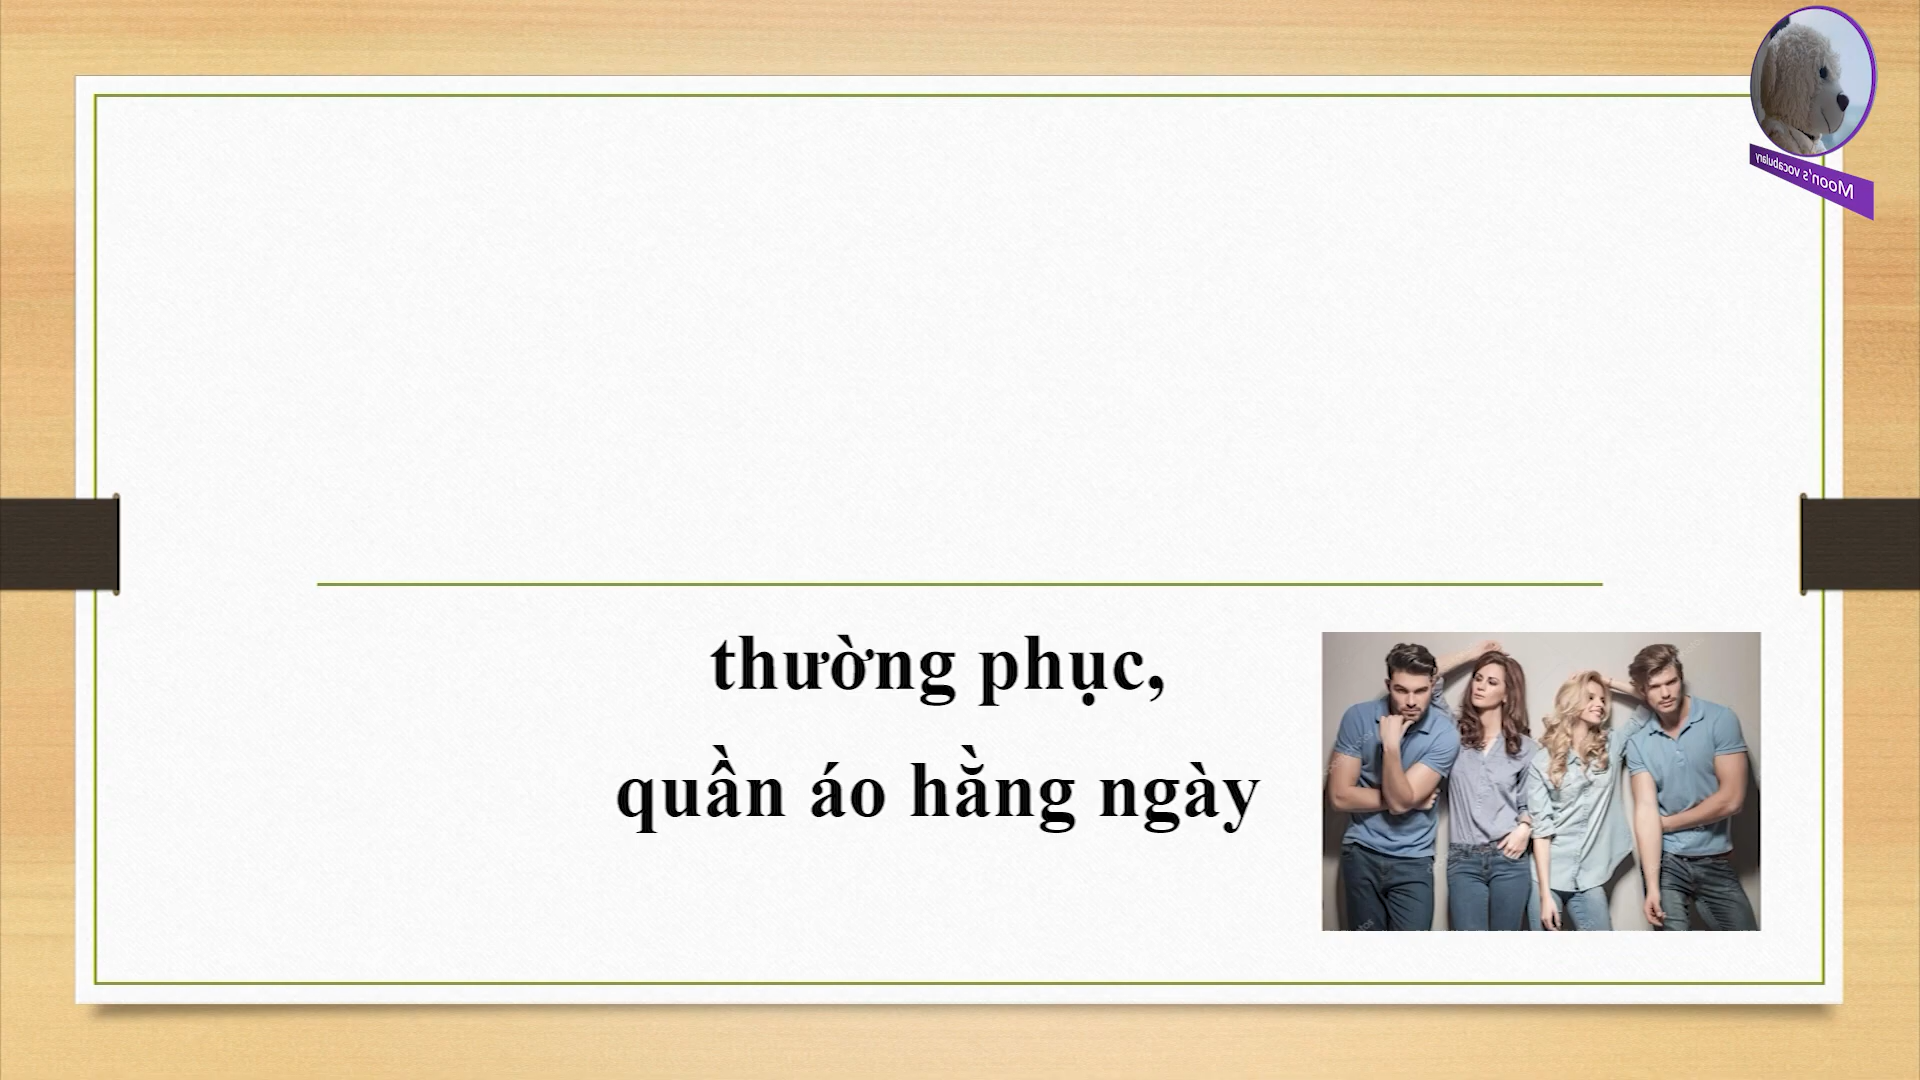 Moon's vocabulary
thường phục,
quần áo hằng ngày